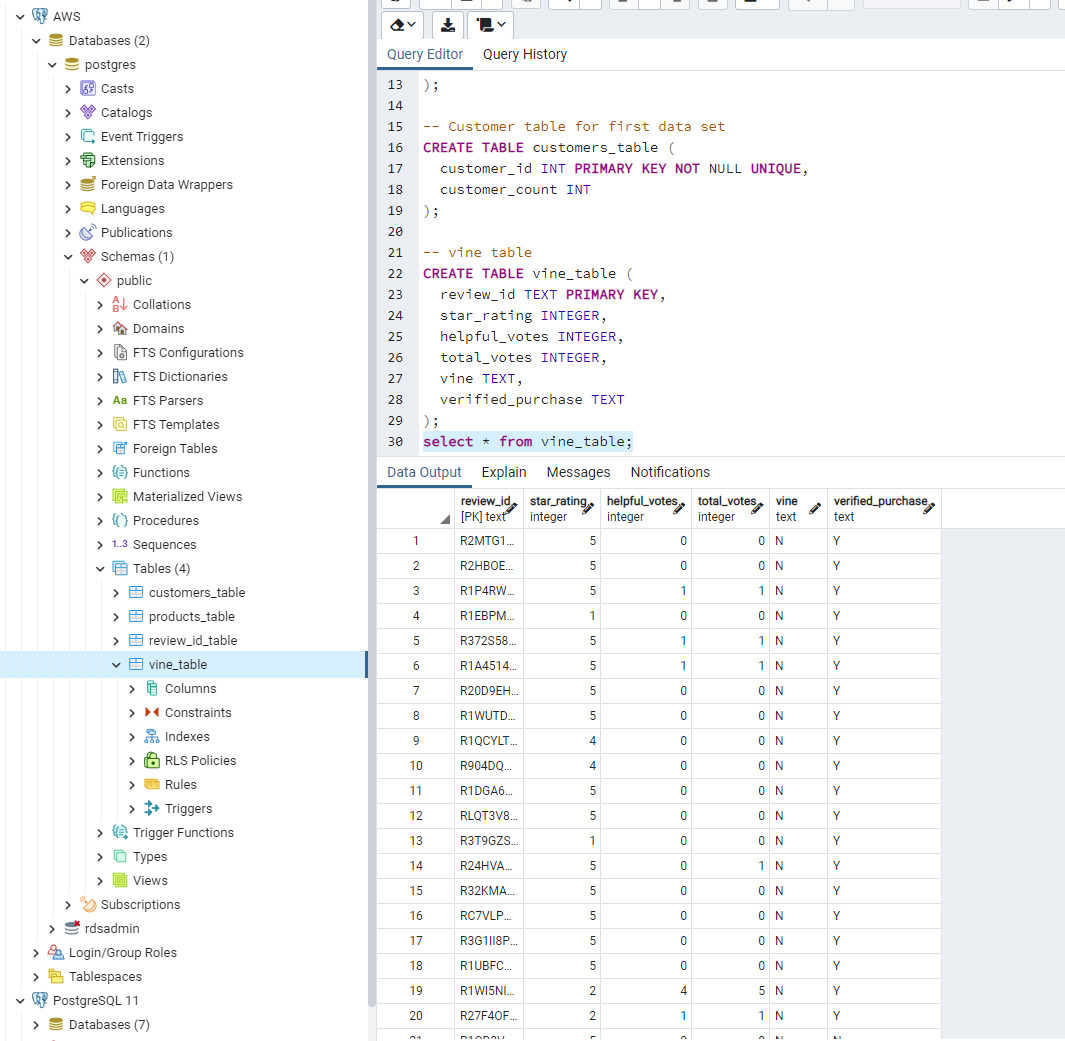 AWS
Databases (2)
postgres
Casts
Catalogs
Event Triggers
Extensions
Foreign Data Wrappers
Languages
Publications
Schemas (1)
public
Collations
Domains
FTS Configurations
FTS Dictionaries
Aa FTS Parsers
FTS Templates
Foreign Tables
Functions
Materialized Views
Procedures
1..3 Sequences
Tables (4)
customers_table
products_table
review_id_table
vine_table
Columns
Constraints
Indexes
RLS Policies
Rules
Triggers
Trigger Functions
Types
Views
Subscriptions
rdsadmin
Login/Group Roles
Tablespaces
PostgreSQL 11
Databases (7)
Query Editor Query History
13 );
14
15 -- Customer table for first data set
16 CREATE TABLE customers_table (
17 customer_id INT PRIMARY KEY NOT NULL UNIQUE,
18 customer_count INT
19 );
20
21 -- vine table
22 CREATE TABLE vine_table (
23 review_id TEXT PRIMARY KEY,
24 star_rating INTEGER,
25 helpful_votes INTEGER,
26 total_votes INTEGER,
27 vine TEXT,
28 verified_purchase TEXT
29 );
30 select * from vine_table;
Data Output Explain Messages Notifications
review_id star_rating helpful_votes total_votes vine verified_purchase
[PK] text integer integer integer text text
1 R2MTG1... 5 0 0 N Y
2 R2HBOE... 5 0 0 N Y
3 R1P4RW... 5 1 1 N Y
4 R1EBPM... 1 0 0 N Y
5 R372S58... 5 1 1 N Y
6 R1A4514... 5 1 1 N Y
7 R20D9EH... 5 0 0 N Y
8 R1WUTD... 5 0 0 N Y
9 R1QCYLT... 4 0 0 N Y
10 R904DQ... 4 0 0 N Y
11 R1DGA6... 5 0 0 N Y
12 RLQT3V8... 5 0 0 N Y
13 R3T9GZS... 1 0 0 N Y
14 R24HVA... 5 0 1 N Y
15 R32KMA... 5 0 0 N Y
16 RC7VLP... 5 0 0 N Y
17 R3G1II8P... 5 0 0 N Y
18 R1UBFC... 5 0 0 N Y
19 R1WI5NI... 2 4 5 N Y
20 R27F4OF... 2 1 1 N Y